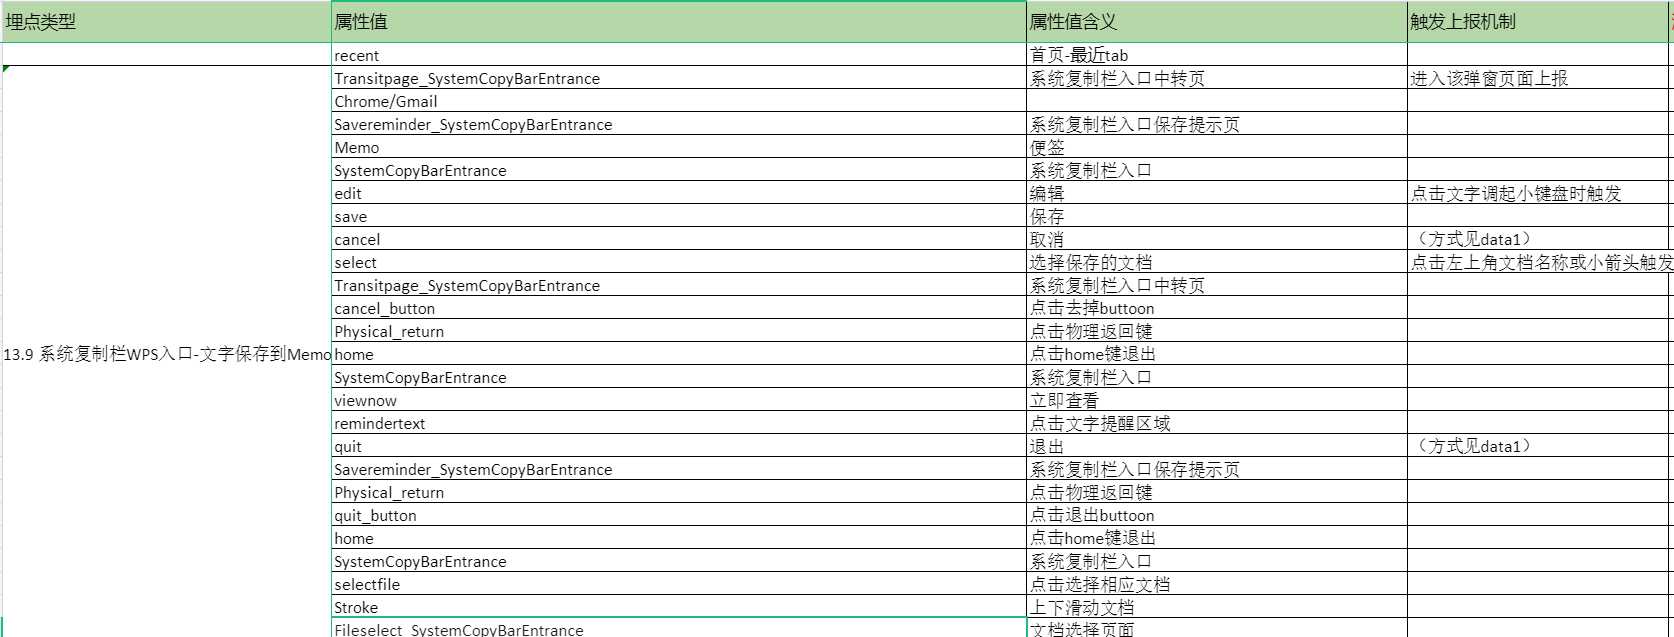 埋点类型 属性值 属性值含义 触发上报机制
recent 首页-最近tab
Transitpage_SystemCopyBarEntrance 系统复制栏入口中转页 进入该弹窗页面上报
Chrome/Gmail
Savereminder_SystemCopyBarEntrance 系统复制栏入口保存提示页
Memo 便签
SystemCopyBarEntrance 系统复制栏入口
edit 编辑 点击文字调起小键盘时触发
save 保存
cancel 取消 （方式见data1）
select 选择保存的文档 点击左上角文档名称或小箭头触发
Transitpage_SystemCopyBarEntrance 系统复制栏入口中转页
cancel_button 点击去掉buttoon
Physical_return 点击物理返回键
13.9 系统复制栏WPS入口-文字保存到Memo home 点击home键退出
SystemCopyBarEntrance 系统复制栏入口
viewnow 立即查看
remindertext 点击文字提醒区域
quit 退出 （方式见data1）
Savereminder_SystemCopyBarEntrance 系统复制栏入口保存提示页
Physical_return 点击物理返回键
quit_button 点击退出buttoon
home 点击home键退出
SystemCopyBarEntrance 系统复制栏入口
selectfile 点击选择相应文档
Stroke 上下滑动文档
Fileselect_SystemCopyBarEntrance 文档选择页面